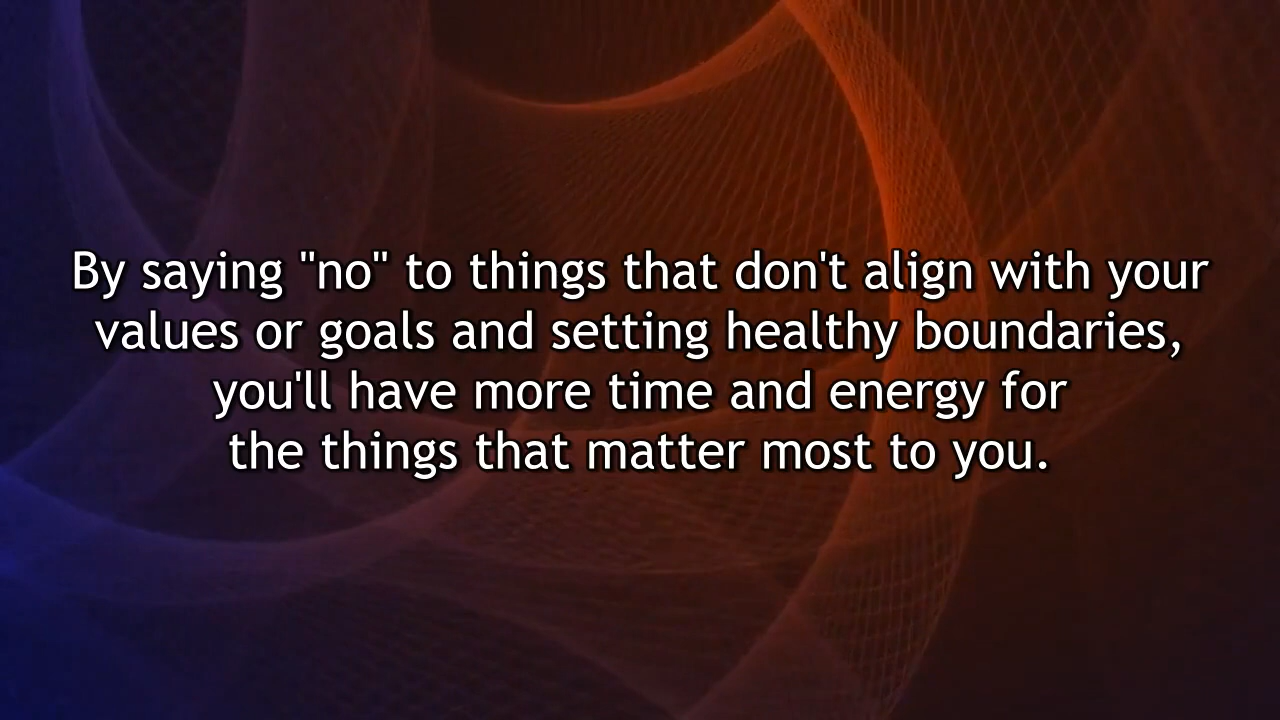 By saying "no" to things that don't align with your
values or goals and setting healthy boundaries,
you'll have more time and energy for
the things that matter most to you.